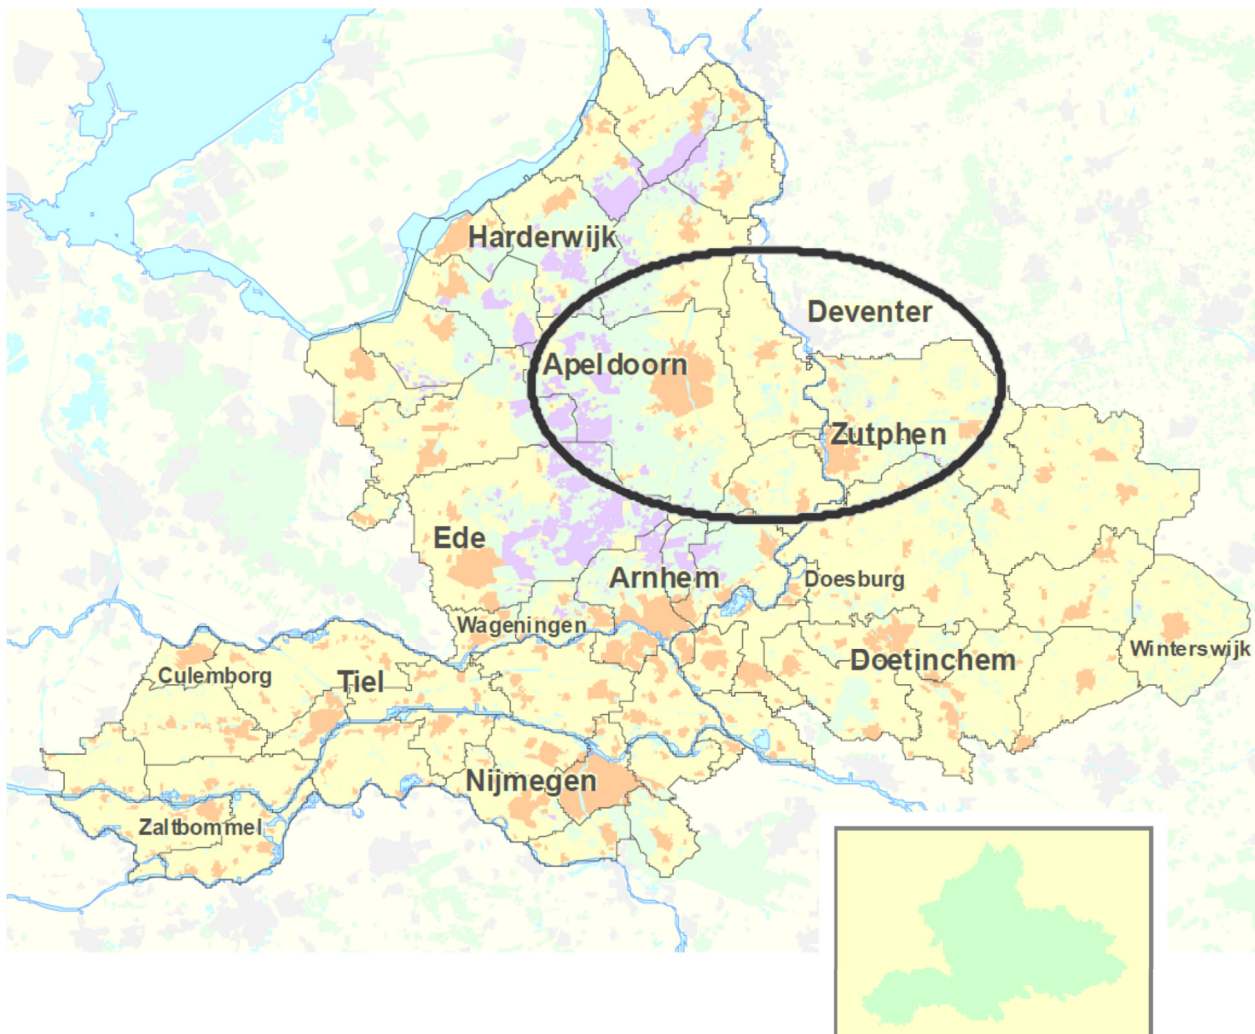 Harderwijk
Deventer
Apeldoorn
Zutphen
Ede
Arnhem
Doesburg
Wageningen
Winterswijk
Doetinchem
Culemborg
Tiel
Nijmegen
Zaltbommel